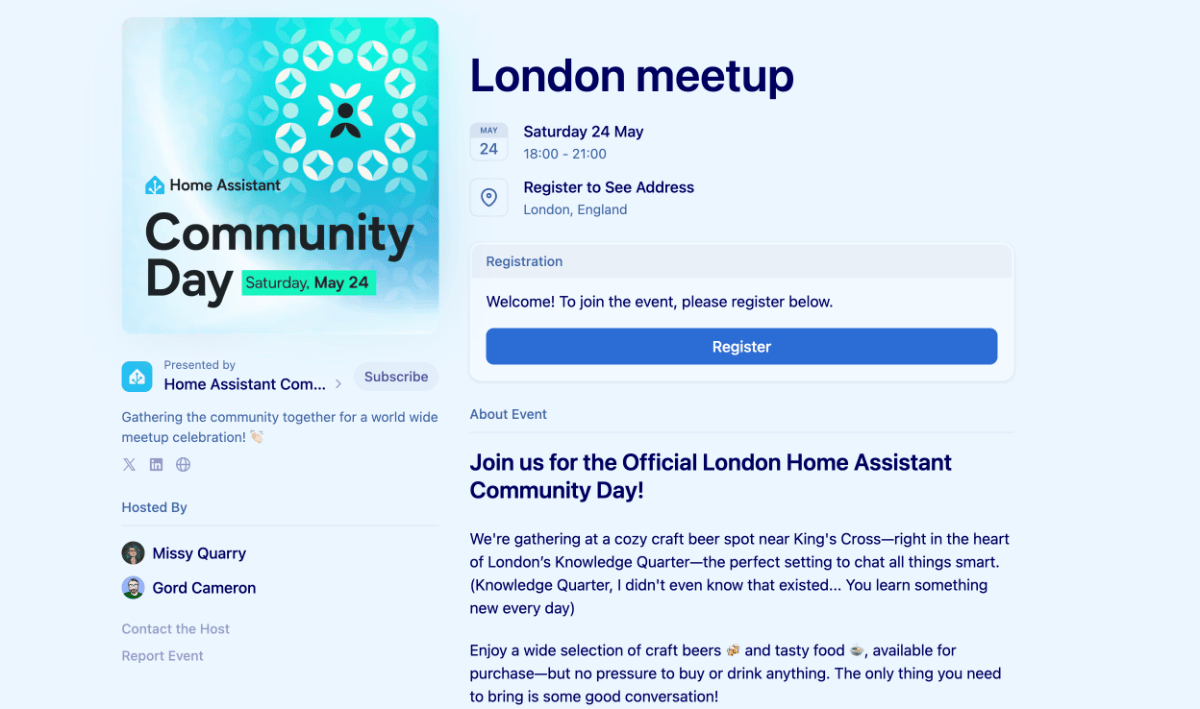 Home Assistant
Community
Day Saturday, May 24
Presented by
Home Assistant Com...
Subscribe
Gathering the community together for a world wide
meetup celebration! 👏🏻
Hosted By
Missy Quarry
Gord Cameron
Contact the Host
Report Event
London meetup
MAY
24
Saturday 24 May
18:00 - 21:00
Register to See Address
London, England
Registration
Welcome! To join the event, please register below.
Register
About Event
Join us for the Official London Home Assistant
Community Day!
We're gathering at a cozy craft beer spot near King's Cross—right in the heart
of London’s Knowledge Quarter—the perfect setting to chat all things smart.
(Knowledge Quarter, I didn't even know that existed... You learn something
new every day)
Enjoy a wide selection of craft beers 🍻 and tasty food 🍲, available for
purchase—but no pressure to buy or drink anything. The only thing you need
to bring is some good conversation!